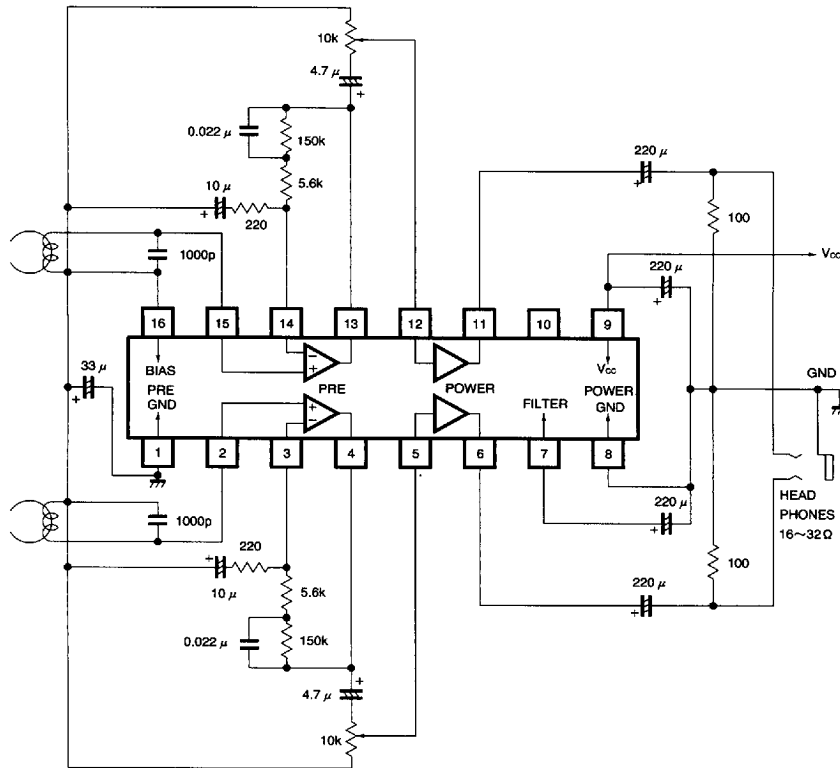 10k
4.7 μ
0.022 μ
150k
5.6k
10 μ
220
1000p
220 μ
100
Vcc
220 μ
16
15
14
13
12
11
10
9
33 μ
BIAS
PRE
GND
−
+
PRE
POWER
+
−
FILTER
Vcc
POWER
GND
GND
1
2
3
4
5
6
7
8
1000p
220 μ
HEAD
PHONES
16~32Ω
220
10 μ
5.6k
0.022 μ
150k
220 μ
100
4.7 μ
10k
+
+
+
+
+
+
+
+
+